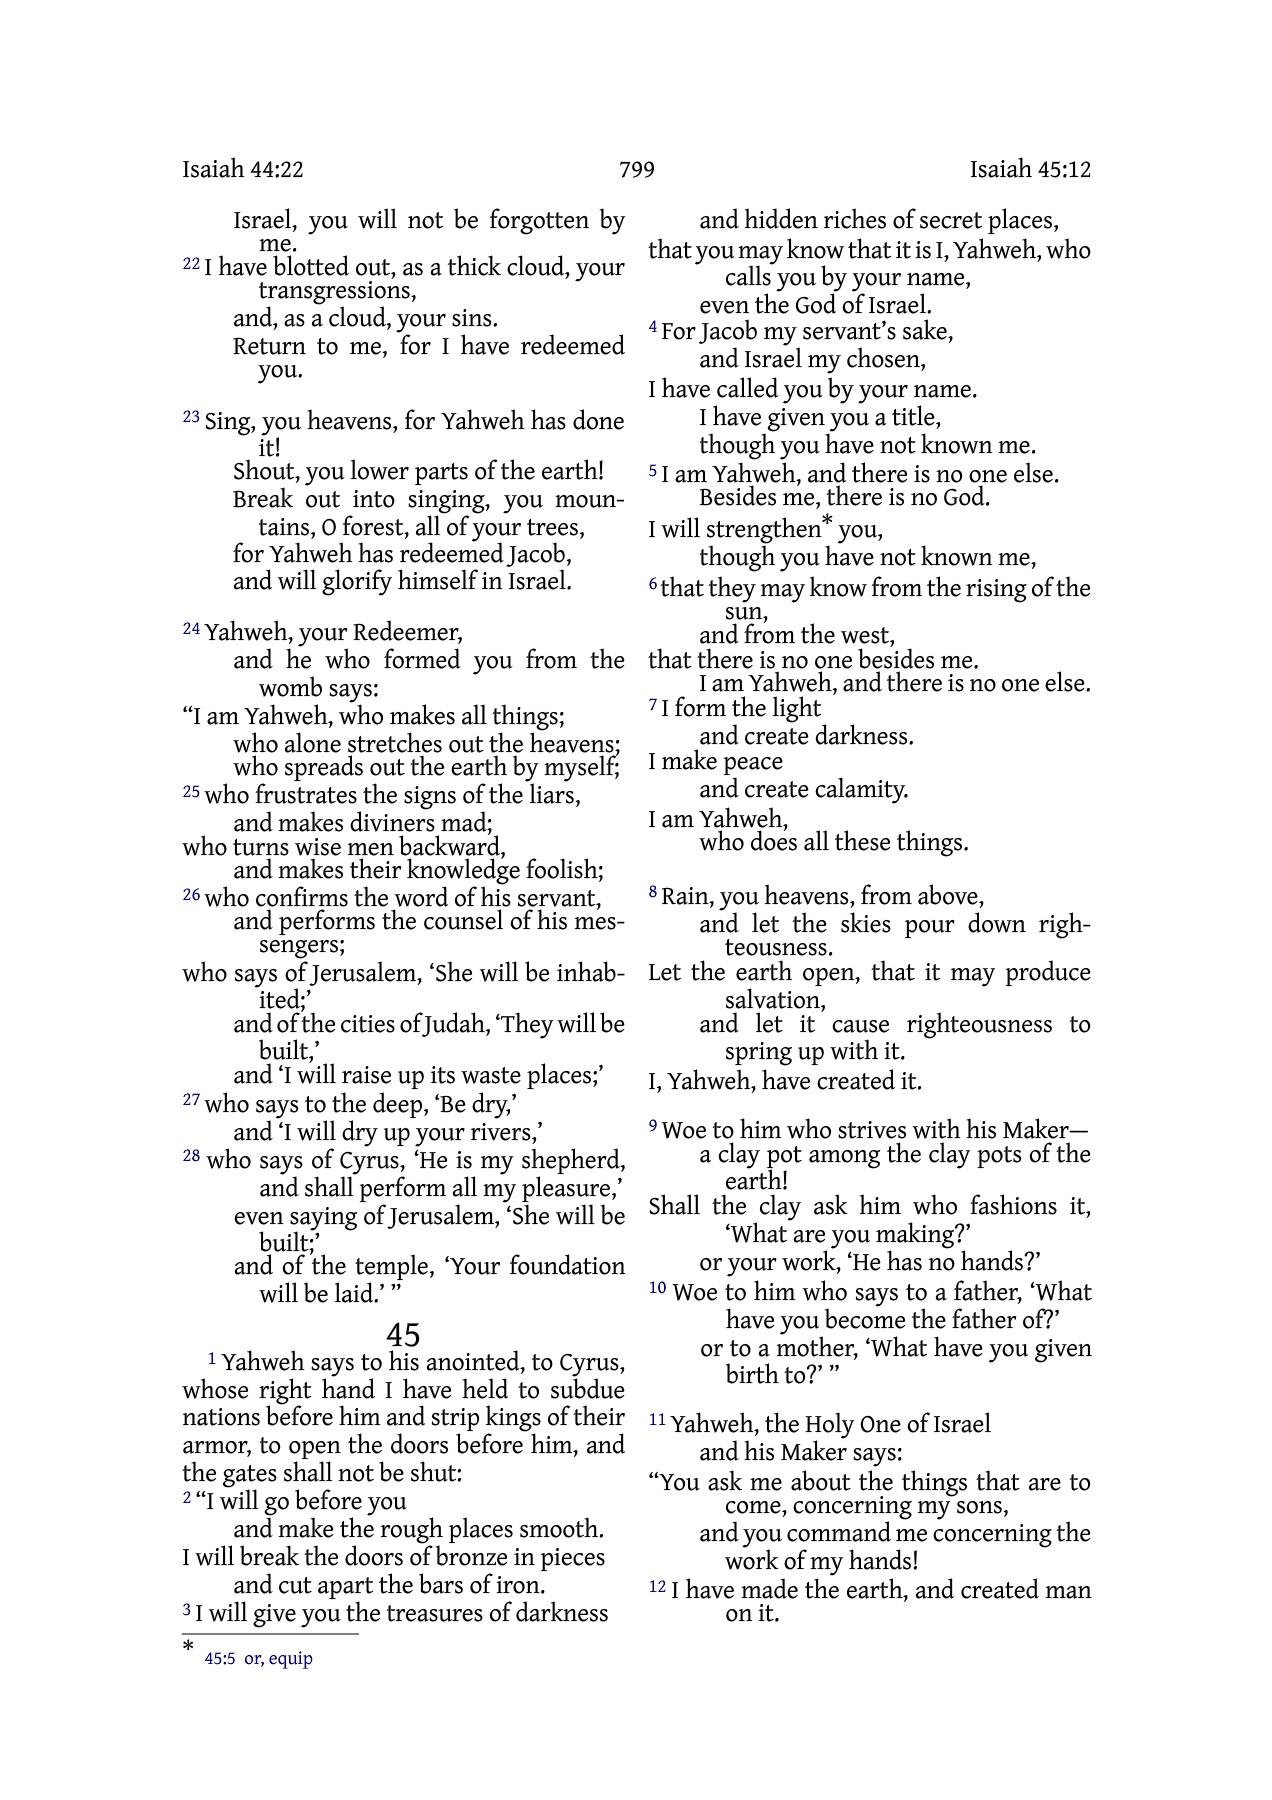 Isaiah 44:22 799 Isaiah 45:12
Israel, you will not be forgotten by
me.
22 I have blotted out, as a thick cloud, your
transgressions,
and, as a cloud, your sins.
Return to me, for I have redeemed
you.
23 Sing, you heavens, for Yahweh has done
it!
Shout, you lower parts of the earth!
Break out into singing, you moun-
tains, O forest, all of your trees,
for Yahweh has redeemed Jacob,
and will glorify himself in Israel.
24 Yahweh, your Redeemer,
and he who formed you from the
womb says:
“I am Yahweh, who makes all things;
who alone stretches out the heavens;
who spreads out the earth by myself;
25 who frustrates the signs of the liars,
and makes diviners mad;
who turns wise men backward,
and makes their knowledge foolish;
26 who confirms the word of his servant,
and performs the counsel of his mes-
sengers;
who says of Jerusalem, ‘She will be inhab-
ited;’
and of the cities of Judah, ‘They will be
built,’
and ‘I will raise up its waste places;’
27 who says to the deep, ‘Be dry,’
and ‘I will dry up your rivers,’
28 who says of Cyrus, ‘He is my shepherd,
and shall perform all my pleasure,’
even saying of Jerusalem, ‘She will be
built;’
and of the temple, ‘Your foundation
will be laid.’ ”
45
1 Yahweh says to his anointed, to Cyrus,
whose right hand I have held to subdue
nations before him and strip kings of their
armor, to open the doors before him, and
the gates shall not be shut:
2 “I will go before you
and make the rough places smooth.
I will break the doors of bronze in pieces
and cut apart the bars of iron.
3 I will give you the treasures of darkness
* 45:5 or, equip
and hidden riches of secret places,
that you may know that it is I, Yahweh, who
calls you by your name,
even the God of Israel.
4 For Jacob my servant’s sake,
and Israel my chosen,
I have called you by your name.
I have given you a title,
though you have not known me.
5 I am Yahweh, and there is no one else.
Besides me, there is no God.
I will strengthen* you,
though you have not known me,
6 that they may know from the rising of the
sun,
and from the west,
that there is no one besides me.
I am Yahweh, and there is no one else.
7 I form the light
and create darkness.
I make peace
and create calamity.
I am Yahweh,
who does all these things.
8 Rain, you heavens, from above,
and let the skies pour down righ-
teousness.
Let the earth open, that it may produce
salvation,
and let it cause righteousness to
spring up with it.
I, Yahweh, have created it.
9 Woe to him who strives with his Maker—
a clay pot among the clay pots of the
earth!
Shall the clay ask him who fashions it,
‘What are you making?’
or your work, ‘He has no hands?’
10 Woe to him who says to a father, ‘What
have you become the father of?’
or to a mother, ‘What have you given
birth to?’ ”
11 Yahweh, the Holy One of Israel
and his Maker says:
“You ask me about the things that are to
come, concerning my sons,
and you command me concerning the
work of my hands!
12 I have made the earth, and created man
on it.